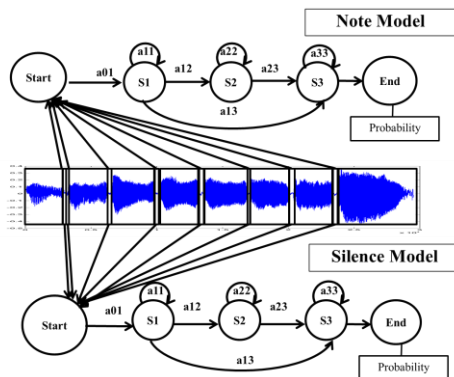 Note Model
a11 a22 a33
a01 a12 a23
Start S1 S2 S3 End
a13
Probability
Silence Model
a11 a22 a33
a01 a12 a23
Start S1 S2 S3 End
a13
Probability